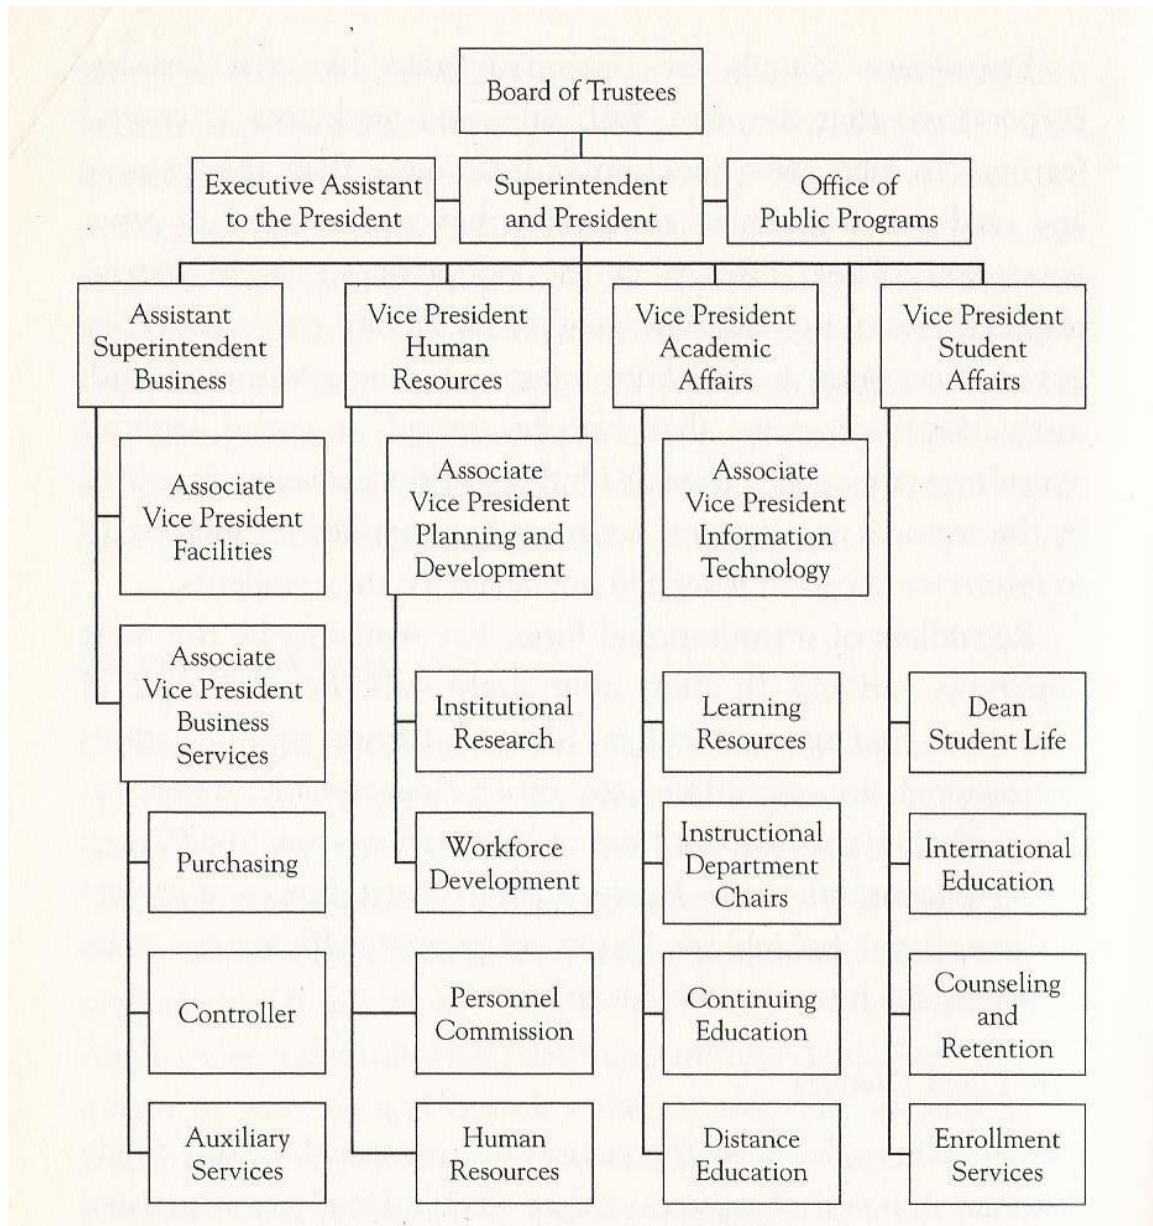 Board of Trustees
Executive Assistant
to the President
Superintendent
and President
Office of
Public Programs
Assistant
Superintendent
Business
Vice President
Human
Resources
Vice President
Academic
Affairs
Vice President
Student
Affairs
Associate
Vice President
Facilities
Associate
Vice President
Planning and
Development
Associate
Vice President
Information
Technology
Associate
Vice President
Business
Services
Institutional
Research
Learning
Resources
Dean
Student Life
Purchasing
Workforce
Development
Instructional
Department
Chairs
International
Education
Controller
Personnel
Commission
Continuing
Education
Counseling
and
Retention
Auxiliary
Services
Human
Resources
Distance
Education
Enrollment
Services